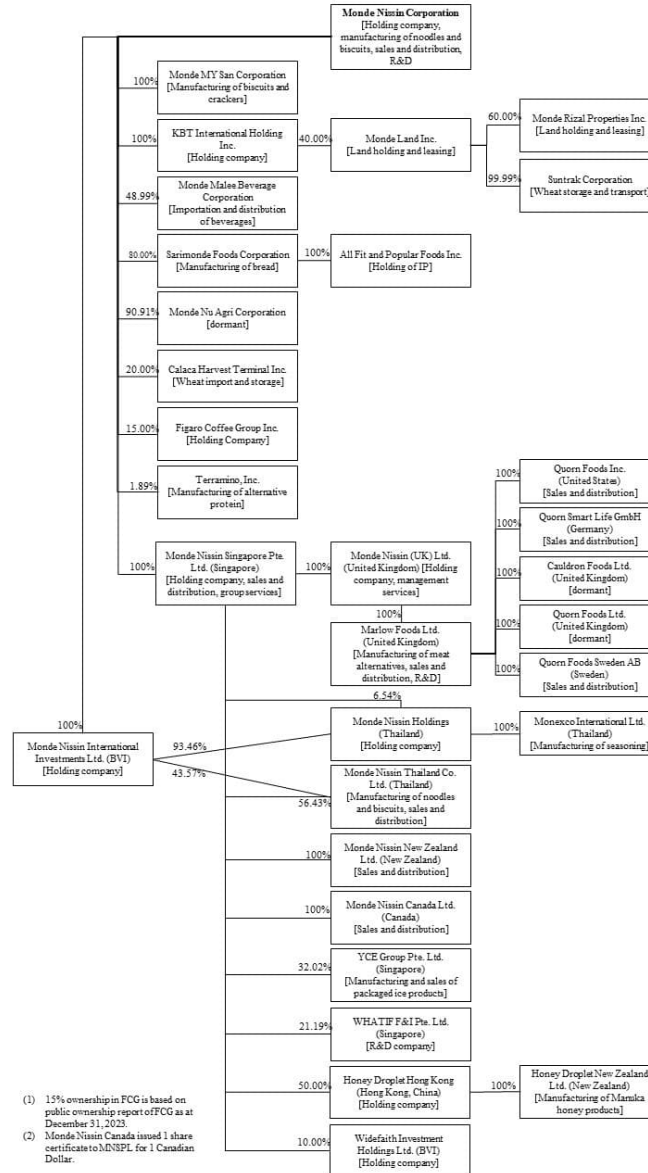 Monde Nissin Corporation
[Holding company,
manufacturing of noodles and
biscuits, sales and distribution,
R&D]
100%
Monde MY San Corporation
[Manufacturing of biscuits and
crackers]
100%
KBT International Holding
Inc.
[Holding company]
40.00%
Monde Land Inc.
[Land holding and leasing]
60.00%
Monde Rizal Properties Inc.
[Land holding and leasing]
99.99%
Suntrak Corporation
[Wheat storage and transport]
48.99%
Monde Malee Beverage
Corporation
[Importation and distribution
of beverages]
80.00%
Sarimonde Foods Corporation
[Manufacturing of bread]
100%
All Fit and Popular Foods Inc.
[Holding of IP]
90.91%
Monde Nu Agri Corporation
[dormant]
20.00%
Calaca Harvest Terminal Inc.
[Wheat import and storage]
15.00%
Figaro Coffee Group Inc.
[Holding Company]
1.89%
Terramino, Inc.
[Manufacturing of alternative
protein]
100%
Monde Nissin Singapore Pte.
Ltd. (Singapore)
[Holding company, sales and
distribution, group services]
100%
Monde Nissin (UK) Ltd.
(United Kingdom) [Holding
company, management
services]
100%
Marlow Foods Ltd.
(United Kingdom)
[Manufacturing of meat
alternatives, sales and
distribution, R&D]
100%
Quorn Foods Inc.
(United States)
[Sales and distribution]
100%
Quorn Smart Life GmbH
(Germany)
[Sales and distribution]
100%
Cauldron Foods Ltd.
(United Kingdom)
[dormant]
100%
Quorn Foods Ltd.
(United Kingdom)
[dormant]
100%
Quorn Foods Sweden AB
(Sweden)
[Sales and distribution]
100%
Monde Nissin International
Investments Ltd. (BVI)
[Holding company]
93.46%
43.57%
6.54%
Monde Nissin Holdings
(Thailand)
[Holding company]
100%
Monexco International Ltd.
(Thailand)
[Manufacturing of seasoning]
56.43%
Monde Nissin Thailand Co.
Ltd. (Thailand)
[Manufacturing of noodles
and biscuits, sales and
distribution]
100%
Monde Nissin New Zealand
Ltd. (New Zealand)
[Sales and distribution]
100%
Monde Nissin Canada Ltd.
(Canada)
[Sales and distribution]
32.02%
YCE Group Pte. Ltd.
(Singapore)
[Manufacturing and sales of
packaged ice products]
21.19%
WHATIF F&I Pte. Ltd.
(Singapore)
[R&D company]
50.00%
Honey Droplet Hong Kong
(Hong Kong, China)
[Holding company]
100%
Honey Droplet New Zealand
Ltd. (New Zealand)
[Manufacturing of Manuka
honey products]
10.00%
Widefaith Investment
Holdings Ltd. (BVI)
[Holding company]
(1) 15% ownership in FCG is based on
public ownership report of FCG as at
December 31, 2023.
(2) Monde Nissin Canada issued 1 share
certificate to MNSPL for 1 Canadian
Dollar.